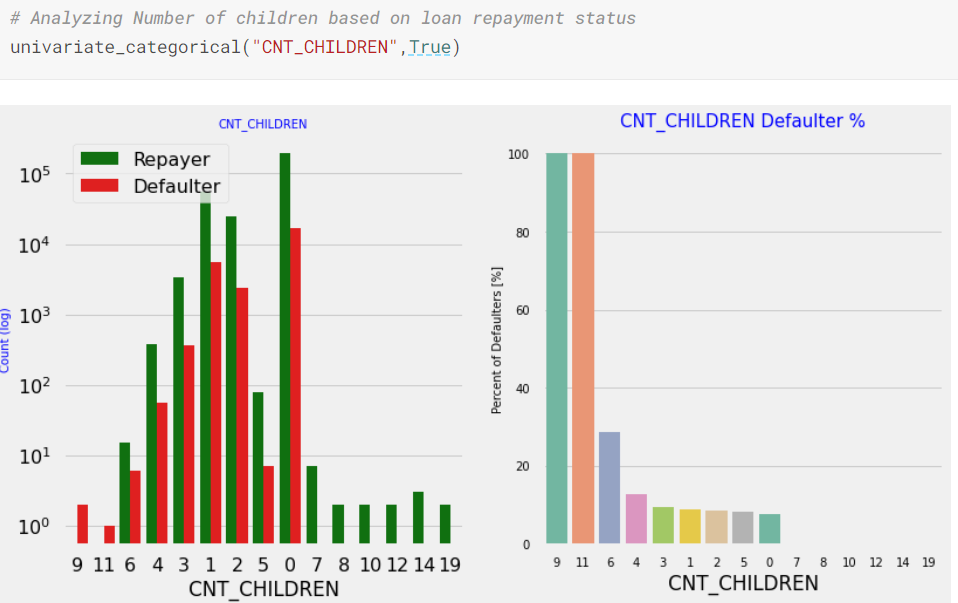 # Analyzing Number of children based on loan repayment status
univariate_categorical("CNT_CHILDREN",True)
CNT_CHILDREN
Repayer
Defaulter
10⁵
10⁴
10³
10²
10¹
10⁰
Count (log)
9 11 6 4 3 1 2 5 0 7 8 10 12 14 19
CNT_CHILDREN
CNT_CHILDREN Defaulter %
100
80
60
40
20
0
Percent of Defaulters [%]
9 11 6 4 3 1 2 5 0 7 8 10 12 14 19
CNT_CHILDREN